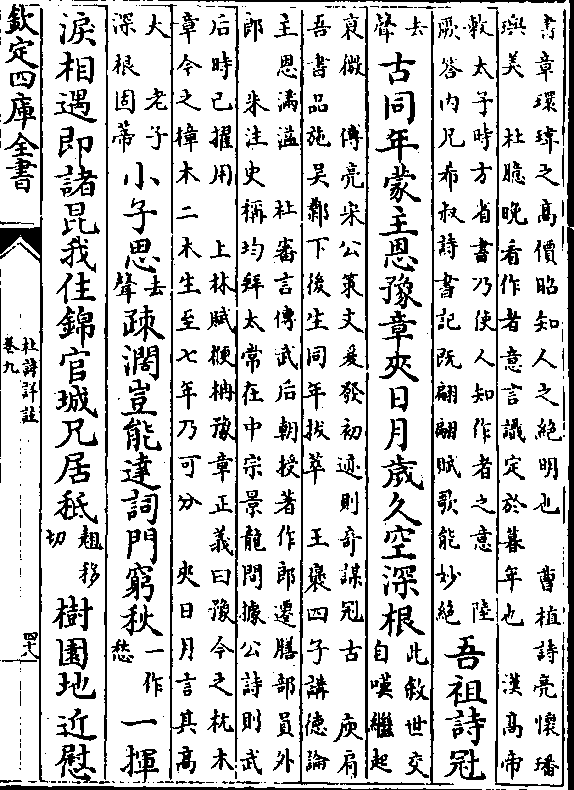 書章環瑋之高價昭知人之絕明也　曹植詩亮懷璠
璵美　杜臆晚看作者意言議定於暮年也　漢高帝
敕太子時方省書乃使人知作者之意　陸
厥答内兄希叔詩書記既翩翩賦歌能妙絶
吾祖詩冠
去聲
古同年蒙主恩豫章夾日月歲久空深根
此敘世交
自嘆繼起
衰微　傅亮宋公策文爰發初迹則奇謀冠古　庾肩
吾書品施吳鄴下後生同年拔萃　王褒四子講德論
主恩滿溢　杜審言傳武后朝授著作郎遷膳部員外
郎　朱注史稱均拜太常在中宗景龍間據公詩則武
后時已擢用　上林賦楩柟豫章正義曰豫今之枕木
章今之樟木二木生至七年乃可分　夾日月言其高
大　老子
深根固蒂
小子思
去聲
疎濶豈能達詞門窮秋
一作愁
一揮
淚相遇即諸昆我住錦官城兄居秪
翹移切
樹園地近慰
欽定四庫全書
杜詩詳註
卷九
四十八